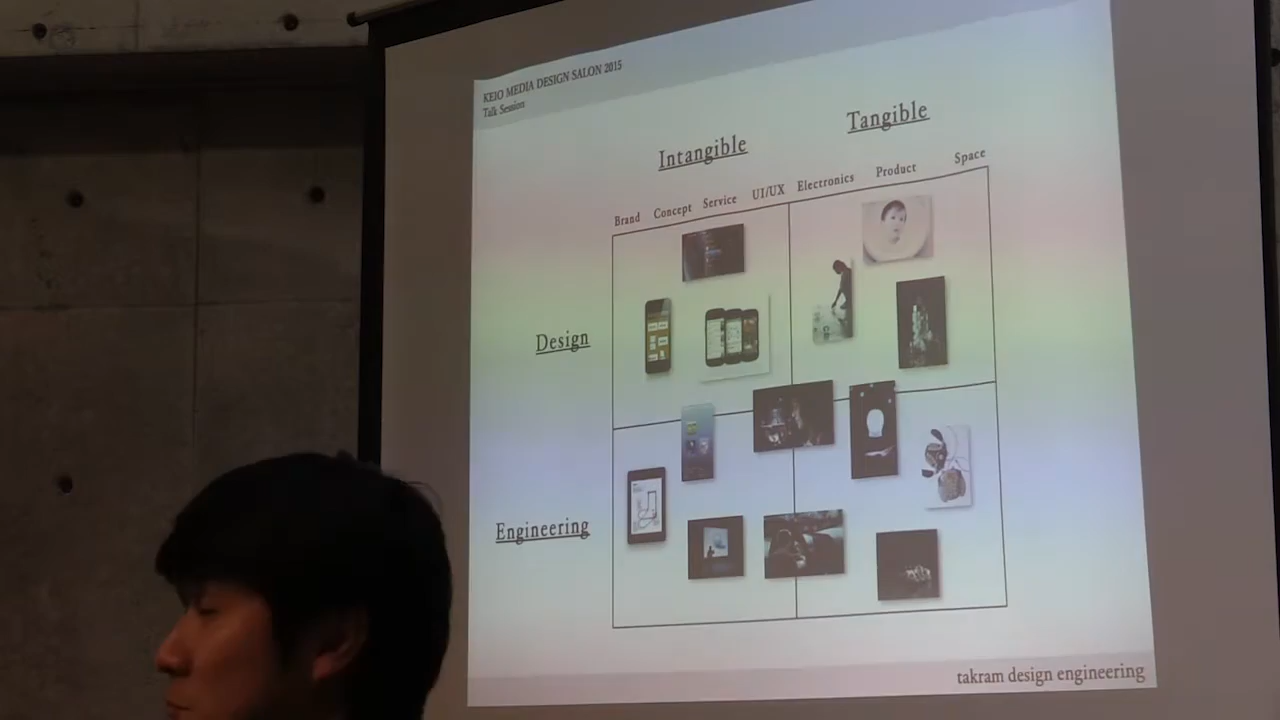 KEIO MEDIA DESIGN SALON 2015
Talk Session
Intangible
Tangible
Brand Concept Service UI/UX Electronics Product Space
Design
Engineering
takram design engineering